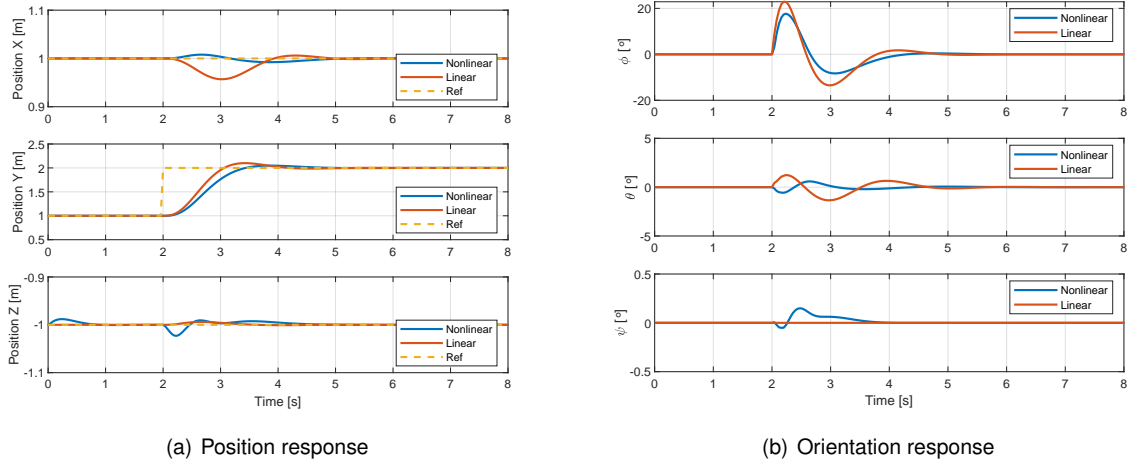 1.1
1
0.9
Position X [m]
0 1 2 3 4 5 6 7 8
Nonlinear
Linear
Ref
2.5
2
1.5
1
0.5
Position Y [m]
0 1 2 3 4 5 6 7 8
Nonlinear
Linear
Ref
-0.9
-1
-1.1
Position Z [m]
0 1 2 3 4 5 6 7 8
Nonlinear
Linear
Ref
Time [s]
(a) Position response
20
0
-20
ϕ [º]
0 1 2 3 4 5 6 7 8
Nonlinear
Linear
5
0
-5
θ [º]
0 1 2 3 4 5 6 7 8
Nonlinear
Linear
0.5
0
-0.5
ψ [º]
0 1 2 3 4 5 6 7 8
Nonlinear
Linear
Time [s]
(b) Orientation response